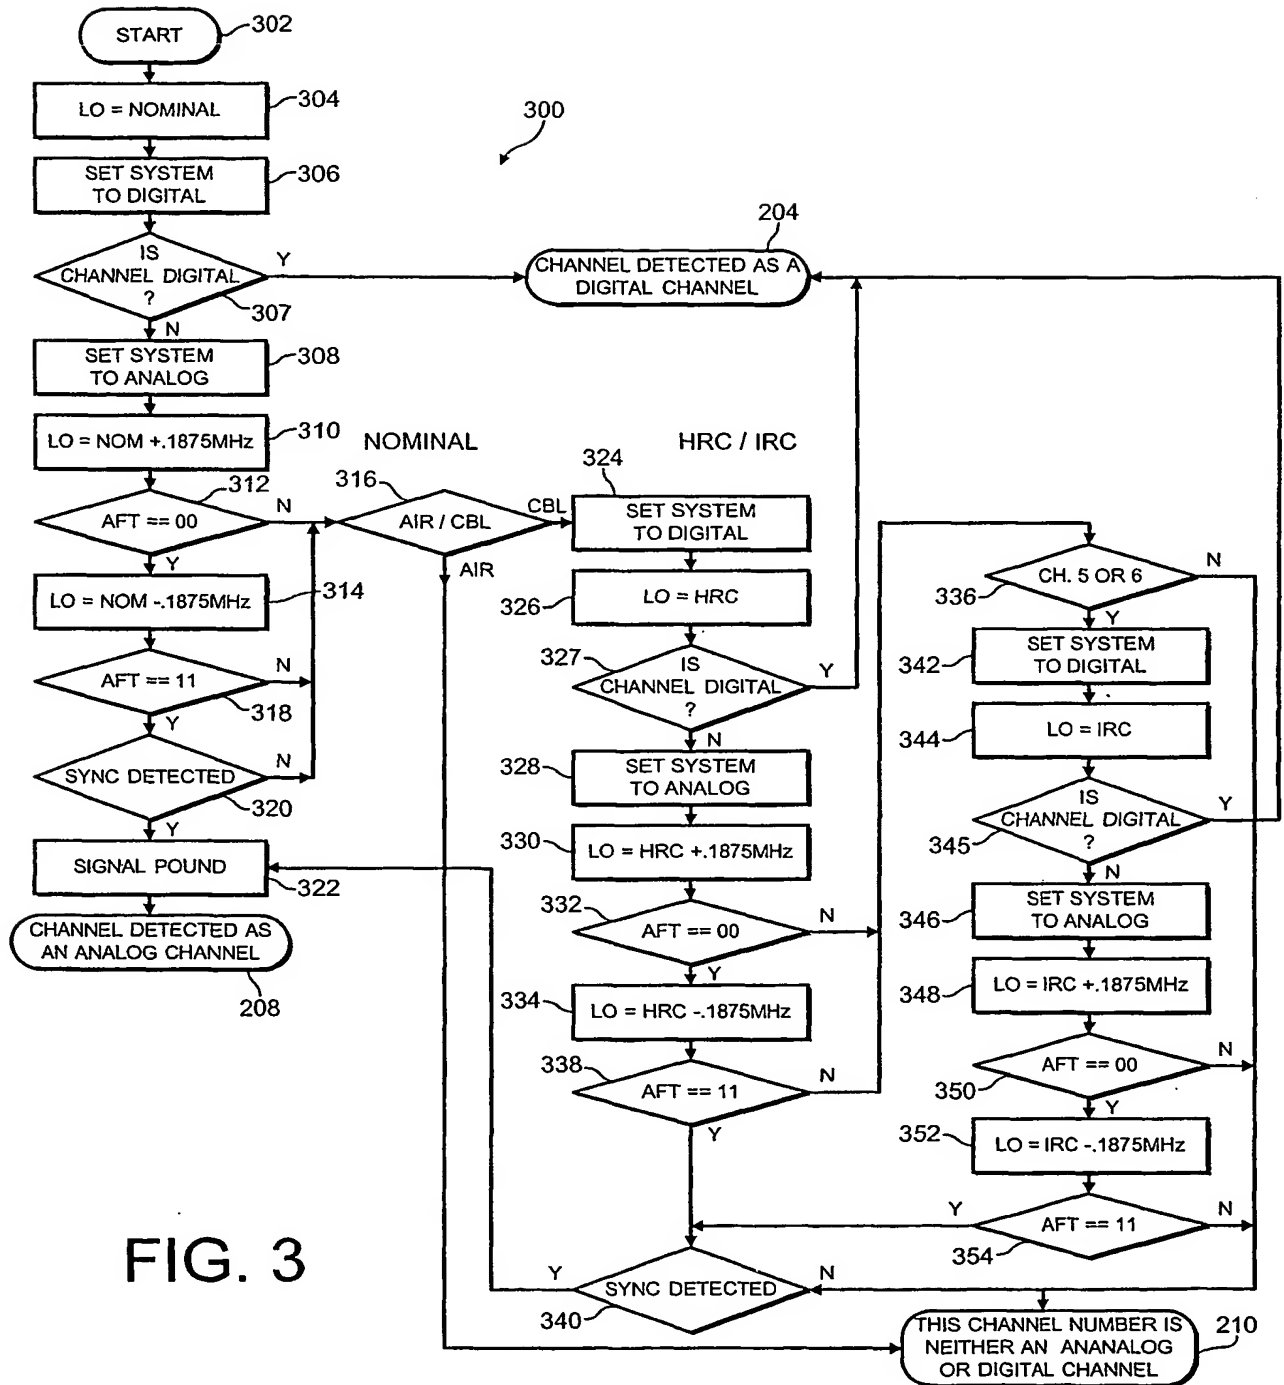 START
302
LO = NOMINAL
304
300
SET SYSTEM
TO DIGITAL
306
IS
CHANNEL DIGITAL
?
307
Y
N
204
CHANNEL DETECTED AS A
DIGITAL CHANNEL
SET SYSTEM
TO ANALOG
308
LO = NOM +.1875MHz
310
AFT == 00
312
N
Y
LO = NOM -.1875MHz
314
AFT == 11
318
N
Y
SYNC DETECTED
320
N
Y
SIGNAL POUND
322
CHANNEL DETECTED AS
AN ANALOG CHANNEL
208
NOMINAL
316
AIR / CBL
CBL
AIR
HRC / IRC
324
SET SYSTEM
TO DIGITAL
326
LO = HRC
327
IS
CHANNEL DIGITAL
?
Y
N
328
SET SYSTEM
TO ANALOG
330
LO = HRC +.1875MHz
332
AFT == 00
N
Y
334
LO = HRC -.1875MHz
338
AFT == 11
N
Y
340
SYNC DETECTED
Y
N
336
CH. 5 OR 6
N
Y
342
SET SYSTEM
TO DIGITAL
344
LO = IRC
345
IS
CHANNEL DIGITAL
?
Y
N
346
SET SYSTEM
TO ANALOG
348
LO = IRC +.1875MHz
350
AFT == 00
N
Y
352
LO = IRC -.1875MHz
354
AFT == 11
Y
N
THIS CHANNEL NUMBER IS
NEITHER AN ANANALOG
OR DIGITAL CHANNEL
210
FIG. 3